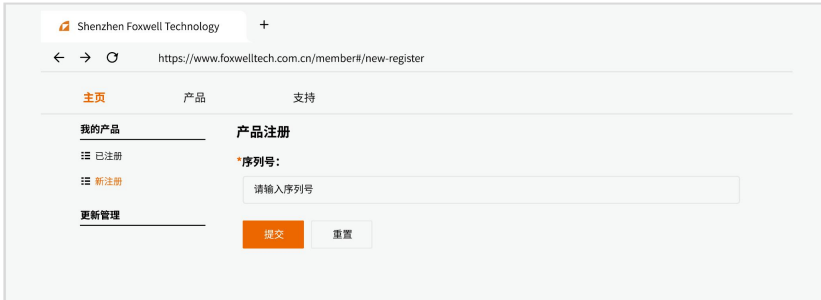 Shenzhen Foxwell Technology +
https://www.foxwelltech.com.cn/member#/new-register
主页 产品 支持
我的产品
已注册
新注册
更新管理
产品注册
*序列号：
请输入序列号
提交 重置